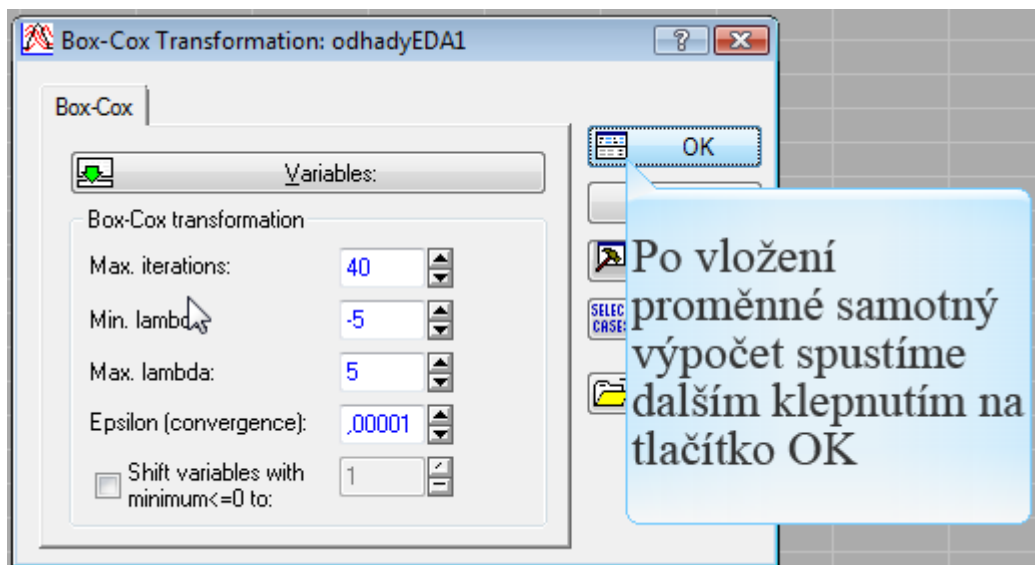 Box-Cox Transformation: odhadyEDA1
Box-Cox
Variables:
OK
Box-Cox transformation
Max. iterations: 40
Min. lambda: -5
Max. lambda: 5
Epsilon (convergence): ,00001
Shift variables with
minimum<=0 to: 1
SELEC
CASES
Po vložení
proměnné samotný
výpočet spustíme
dalším klepnutím na
tlačítko OK